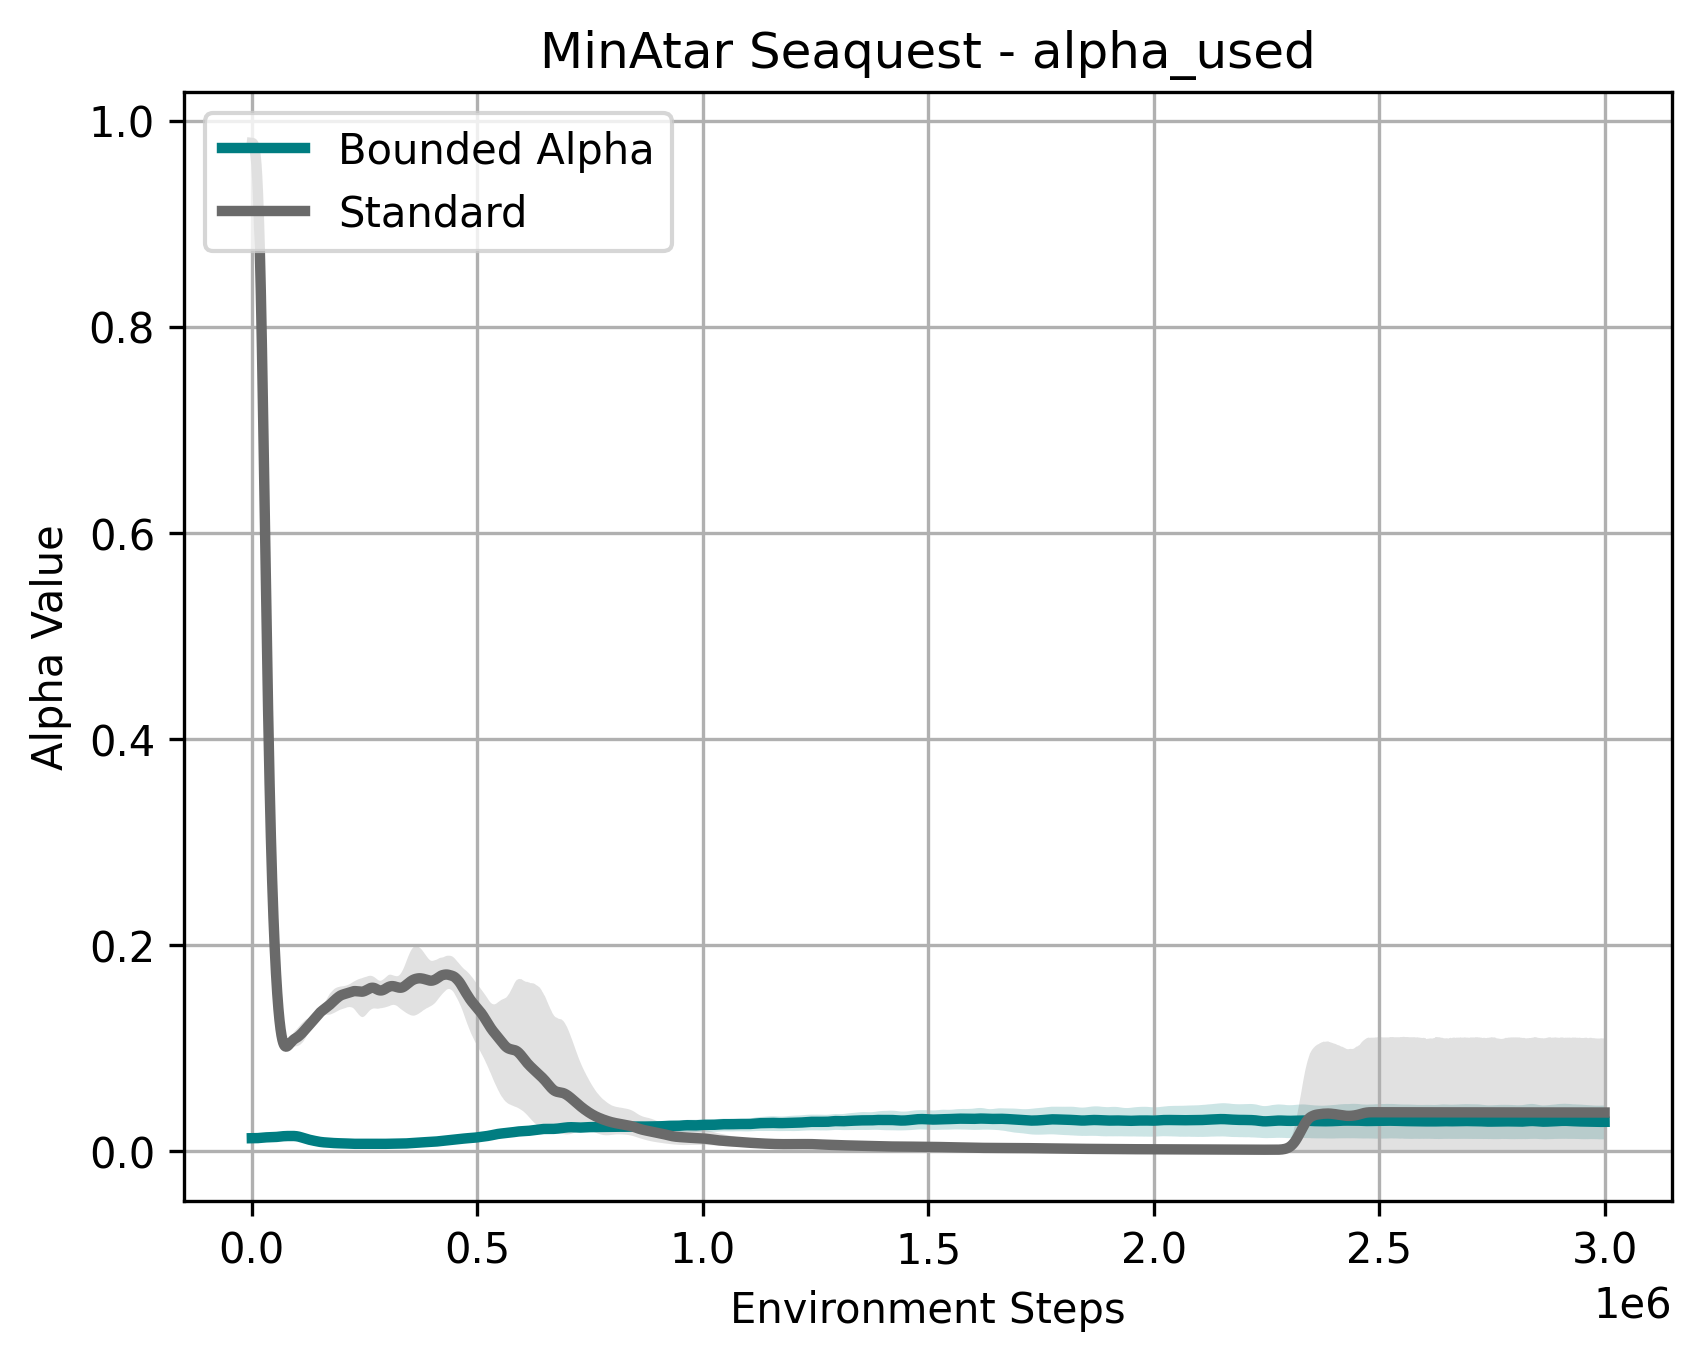 MinAtar Seaquest - alpha_used
Bounded Alpha
Standard
Alpha Value
1.0
0.8
0.6
0.4
0.2
0.0
0.0 0.5 1.0 1.5 2.0 2.5 3.0
1e6
Environment Steps